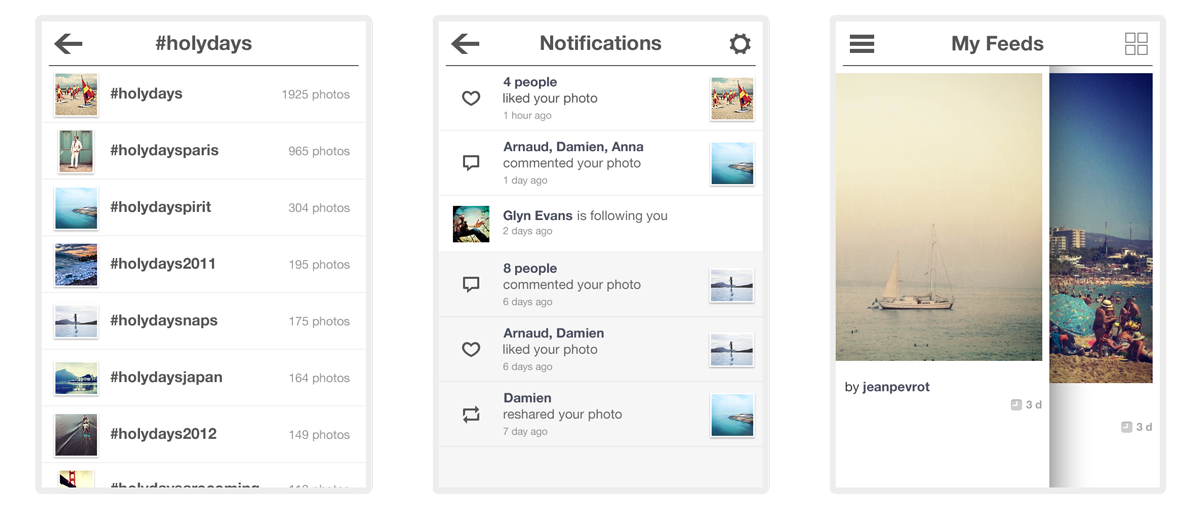 #holydays
#holydays
1925 photos
#holydaysparis
965 photos
#holydayspirit
304 photos
#holydays2011
195 photos
#holydaysnaps
175 photos
#holydaysjapan
164 photos
#holydays2012
149 photos
Notifications
4 people
liked your photo
1 hour ago
Arnaud, Damien, Anna
commented your photo
1 day ago
Glyn Evans is following you
2 days ago
8 people
commented your photo
6 days ago
Arnaud, Damien
liked your photo
6 days ago
Damien
reshared your photo
7 day ago
My Feeds
by jeanpevrot
3 d
3 d